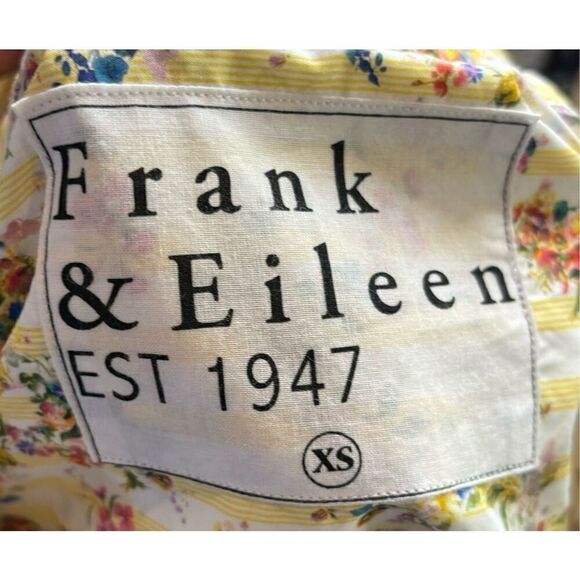 Frank
& Eileen
EST 1947
XS